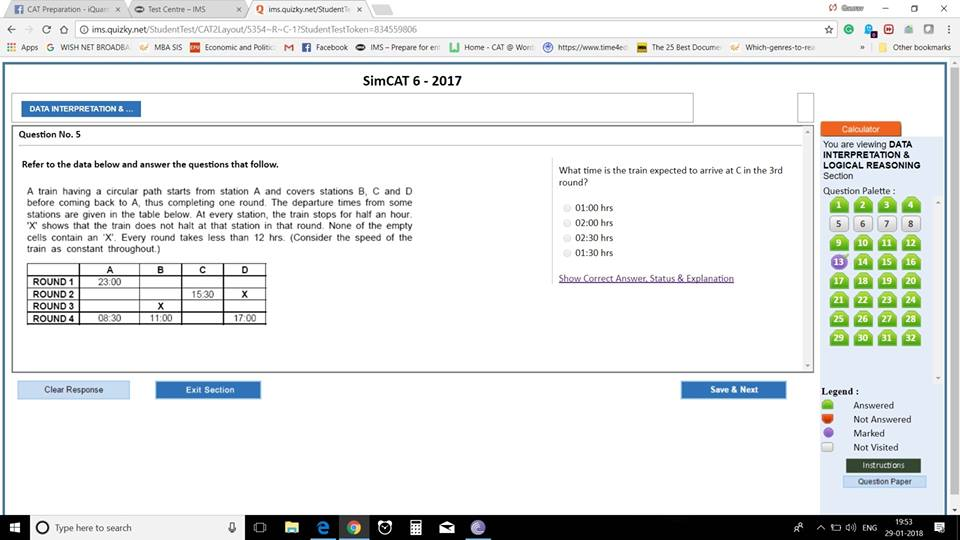 CAT Preparation - iQuan
Test Centre – IMS
ims.quizky.net/StudentTe
Gaurav
ims.quizky.net/StudentTest/CAT2Layout/5354~R~C-1?StudentTestToken=834559806
Apps
WISH NET BROADBA
MBA SIS
Economic and Politic
Facebook
IMS – Prepare for en
Home - CAT @ Word
https://www.time4ed
The 25 Best Docume
Which-genres-to-rea
»
Other bookmarks
SimCAT 6 - 2017
DATA INTERPRETATION & ...
Question No. 5
Refer to the data below and answer the questions that follow.
A train having a circular path starts from station A and covers stations B, C and D
before coming back to A, thus completing one round. The departure times from some
stations are given in the table below. At every station, the train stops for half an hour.
'X' shows that the train does not halt at that station in that round. None of the empty
cells contain an 'X'. Every round takes less than 12 hrs. (Consider the speed of the
train as constant throughout.)
A B C D
ROUND 1 23:00
ROUND 2 15:30 X
ROUND 3 X
ROUND 4 08:30 11:00 17:00
What time is the train expected to arrive at C in the 3rd
round?
01:00 hrs
02:00 hrs
02:30 hrs
01:30 hrs
Show Correct Answer, Status & Explanation
Clear Response
Exit Section
Save & Next
Calculator
You are viewing DATA
INTERPRETATION &
LOGICAL REASONING
Section
Question Palette :
1 2 3 4
5 6 7 8
9 10 11 12
13 14 15 16
17 18 19 20
21 22 23 24
25 26 27 28
29 30 31 32
Legend :
Answered
Not Answered
Marked
Not Visited
Instructions
Question Paper
Type here to search
ENG
19:53
29-01-2018